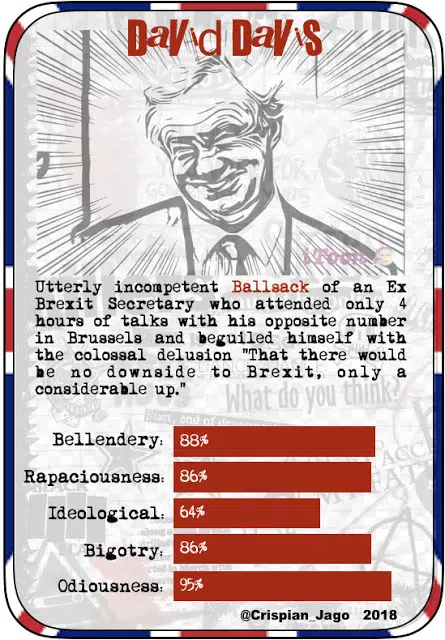 DaViD DaViS
iToon
Utterly incompetent Ballsack of an Ex
Brexit Secretary who attended only 4
hours of talks with his opposite number
in Brussels and beguiled himself with
the colossal delusion "That there would
be no downside to Brexit, only a
considerable up."
What do you think?
Bellendery: 88%
Rapaciousness: 86%
Ideological: 64%
Bigotry: 86%
Odiousness: 95%
@Crispian_Jago 2018